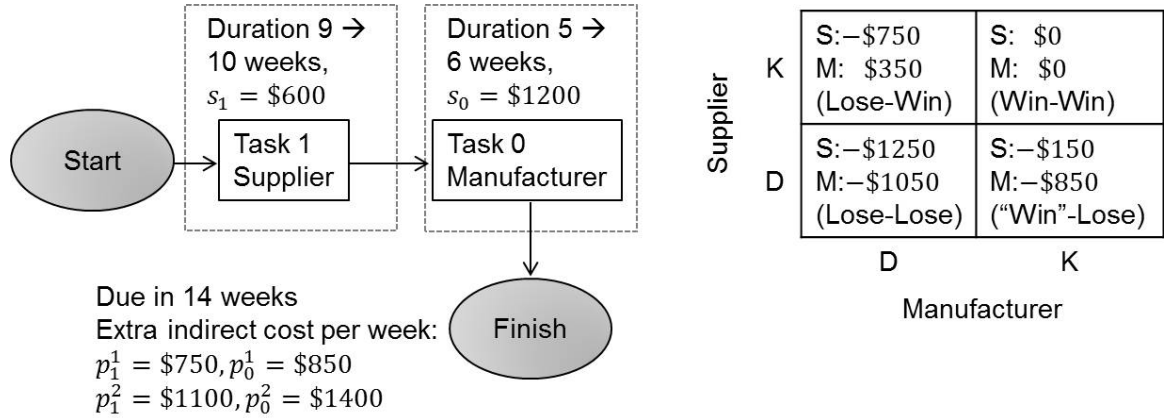 Duration 9 →
10 weeks,
s₁ = $600
Duration 5 →
6 weeks,
s₀ = $1200
Start
Task 1
Supplier
Task 0
Manufacturer
Finish
Due in 14 weeks
Extra indirect cost per week:
p₁¹ = $750, p₀¹ = $850
p₁² = $1100, p₀² = $1400
Supplier
K
S:−$750
M: $350
(Lose-Win)
S: $0
M: $0
(Win-Win)
D
S:−$1250
M:−$1050
(Lose-Lose)
S:−$150
M:−$850
(“Win”-Lose)
D
K
Manufacturer